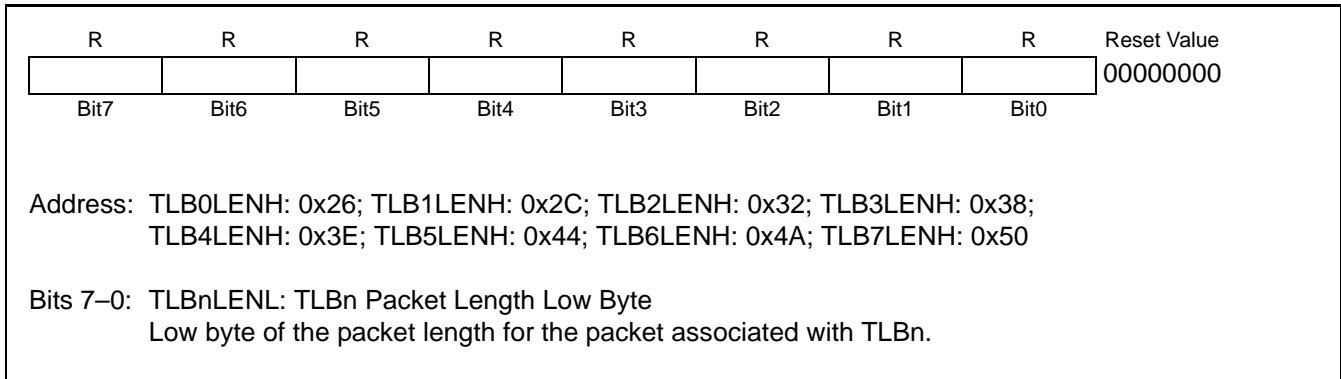 R R R R R R R R Reset Value
00000000
Bit7 Bit6 Bit5 Bit4 Bit3 Bit2 Bit1 Bit0
Address: TLB0LENH: 0x26; TLB1LENH: 0x2C; TLB2LENH: 0x32; TLB3LENH: 0x38;
TLB4LENH: 0x3E; TLB5LENH: 0x44; TLB6LENH: 0x4A; TLB7LENH: 0x50
Bits 7–0: TLBnLENL: TLBn Packet Length Low Byte
Low byte of the packet length for the packet associated with TLBn.